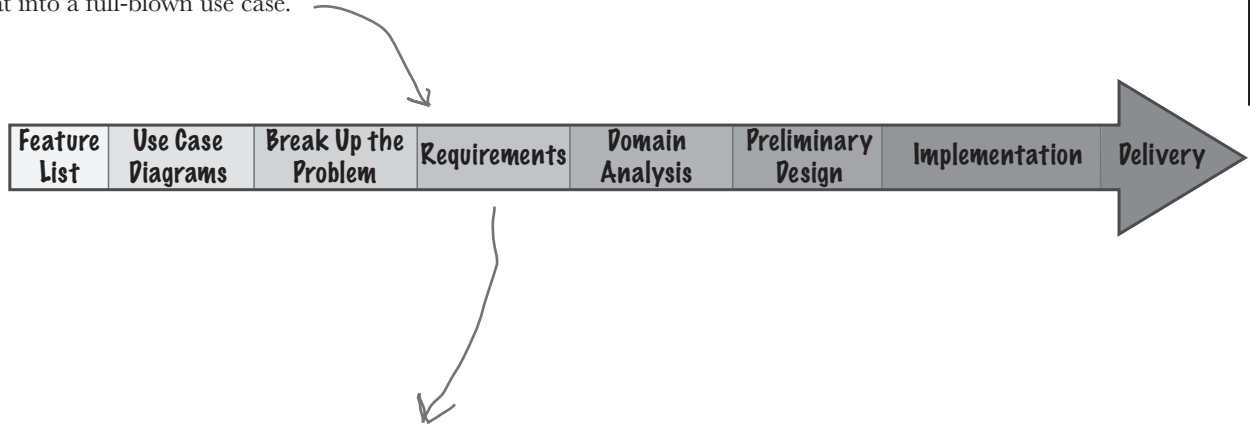 at into a full-blown use case.
Feature
List
Use Case
Diagrams
Break Up the
Problem
Requirements
Domain
Analysis
Preliminary
Design
Implementation
Delivery